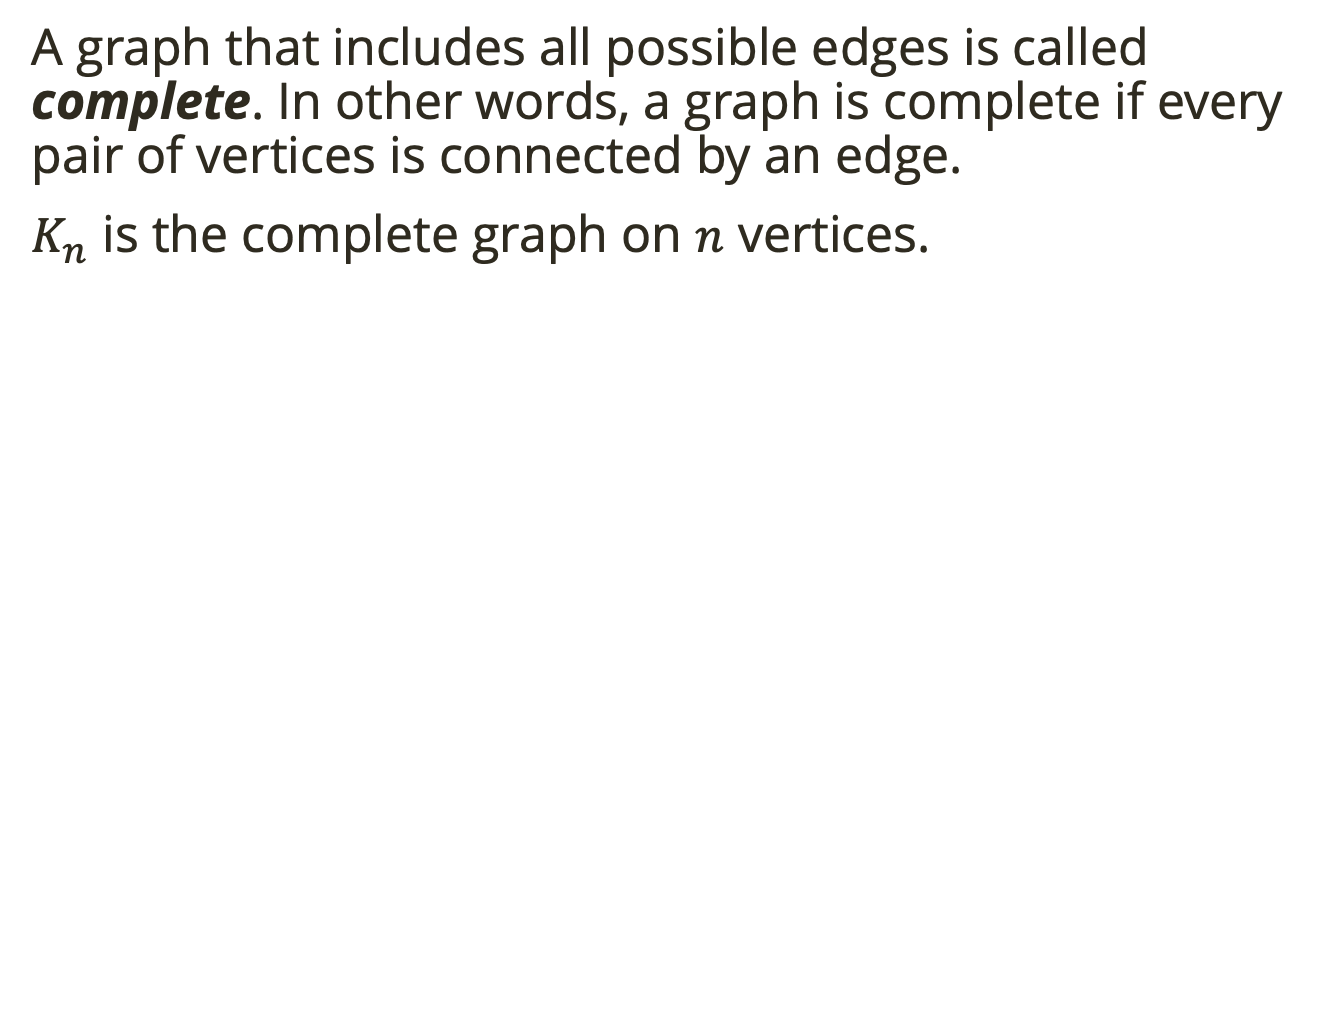 A graph that includes all possible edges is called
complete. In other words, a graph is complete if every
pair of vertices is connected by an edge.
Kₙ is the complete graph on n vertices.